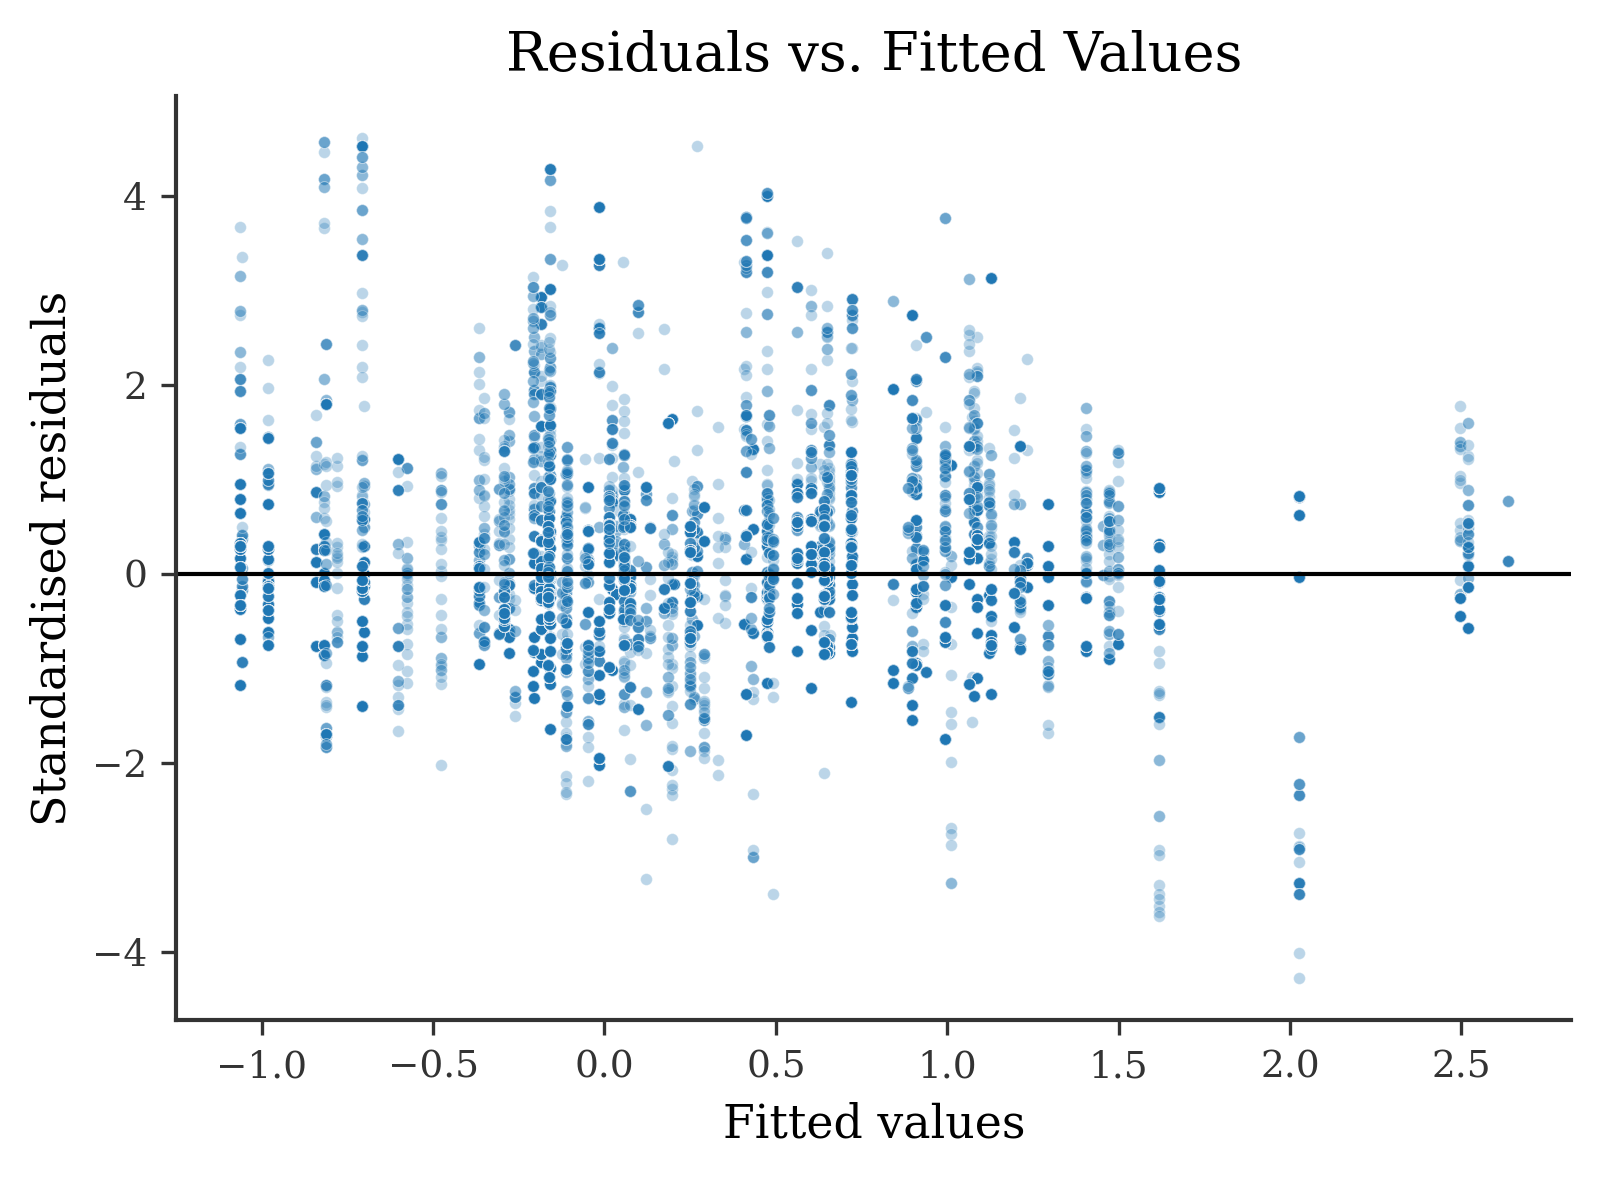 Residuals vs. Fitted Values
Standardised residuals
4
2
0
−2
−4
−1.0 −0.5 0.0 0.5 1.0 1.5 2.0 2.5
Fitted values